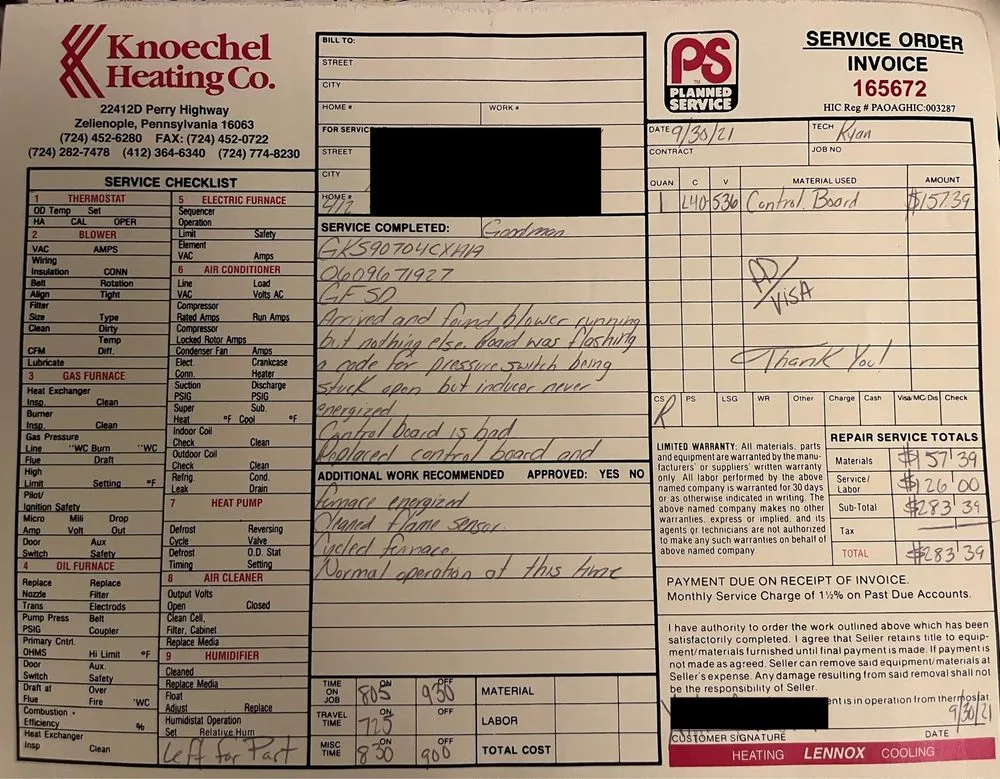 Knoechel
Heating Co.
22412D Perry Highway
Zelienople, Pennsylvania 16063
(724) 452-6280 FAX: (724) 452-0722
(724) 282-7478 (412) 364-6340 (724) 774-8230
SERVICE CHECKLIST
1 THERMOSTAT
OD Temp Set
HA CAL OPER
2 BLOWER
VAC AMPS
Wiring
Insulation CONN
Belt Rotation
Align Tight
Filter
Size Type
Clean Dirty
Temp
CFM Diff.
Lubricate
3 GAS FURNACE
Heat Exchanger
Insp. Clean
Burner
Insp. Clean
Gas Pressure
Line "WC Burn "WC
Flue Draft
High
Limit Setting °F
Pilot/
Ignition Safety
Micro Mili Drop
Amp Volt Out
Door Aux
Switch Safety
4 OIL FURNACE
Replace Replace
Nozzle Filter
Trans Electrods
Pump Press Belt
PSIG Coupler
Primary Cntrl.
OHMS Hi Limit °F
Door Aux.
Switch Safety
Draft at Over
Flue Fire 'WC
Combustion
Efficiency %
Heat Exchanger
Insp Clean
5 ELECTRIC FURNACE
Sequencer
Operation
Limit Safety
Element
VAC Amps
6 AIR CONDITIONER
Line Load
VAC Volts AC
Compressor
Rated Amps Run Amps
Compressor
Locked Rotor Amps
Condenser Fan Amps
Elect. Crankcase
Conn. Heater
Suction Discharge
PSIG PSIG
Super Sub.
Heat °F Cool °F
Indoor Coil
Check Clean
Outdoor Coil
Check Clean
Refrig. Cond.
Leak Drain
7 HEAT PUMP
Defrost Reversing
Cycle Valve
Defrost O.D. Stat
Timing Setting
8 AIR CLEANER
Output Volts
Open Closed
Clean Cell,
Filter, Cabinet
Replace Media
9 HUMIDIFIER
Cleaned
Replace Media
Float
Adjust Replace
Humidistat Operation
Set Relative Hum
Left for Part
BILL TO:
STREET
CITY
HOME # WORK #
FOR SERVICE
STREET
CITY
HOME #
412
SERVICE COMPLETED: Goodman
GKS90704CXAA
0609671927
GFSD
Arrived and found blower running
but nothing else. Board was flashing
a code for pressure switch being
stuck open but inducer never
energized
Control board is bad
Replaced control board and
ADDITIONAL WORK RECOMMENDED APPROVED: YES NO
furnace energized
Cleaned flame sensor
Cycled furnace
Normal operation at this time
TIME ON JOB ON 805 OFF 930 MATERIAL
TRAVEL TIME ON 725 OFF LABOR
MISC TIME ON 830 OFF 900 TOTAL COST
PS
TM
PLANNED
SERVICE
SERVICE ORDER
INVOICE
165672
HIC Reg # PAOAGHIC:003287
DATE 9/30/21 TECH Ryan
CONTRACT JOB NO
QUAN. C V MATERIAL USED AMOUNT
1 L40-536 Control Board $157.39
PD/
VISA
Thank You!
CS PS LSG WR Other Charge Cash Visa/MC Dis Check
R
LIMITED WARRANTY: All materials, parts
and equipment are warranted by the manu-
facturers' or suppliers' written warranty
only. All labor performed by the above
named company is warranted for 30 days
or as otherwise indicated in writing. The
above named company makes no other
warranties, express or implied, and its
agents or technicians are not authorized
to make any such warranties on behalf of
above named company
REPAIR SERVICE TOTALS
Materials $157 39
Service/
Labor $126 00
Sub-Total $283 39
Tax
TOTAL $283 39
PAYMENT DUE ON RECEIPT OF INVOICE.
Monthly Service Charge of 1½% on Past Due Accounts.
I have authority to order the work outlined above which has been
satisfactorily completed. I agree that Seller retains title to equip-
ment/materials furnished until final payment is made. If payment is
not made as agreed. Seller can remove said equipment/materials at
Seller's expense. Any damage resulting from said removal shall not
be the responsibility of Seller.
ent is in operation from thermostat.
9/30/21
CUSTOMER SIGNATURE DATE
HEATING LENNOX COOLING